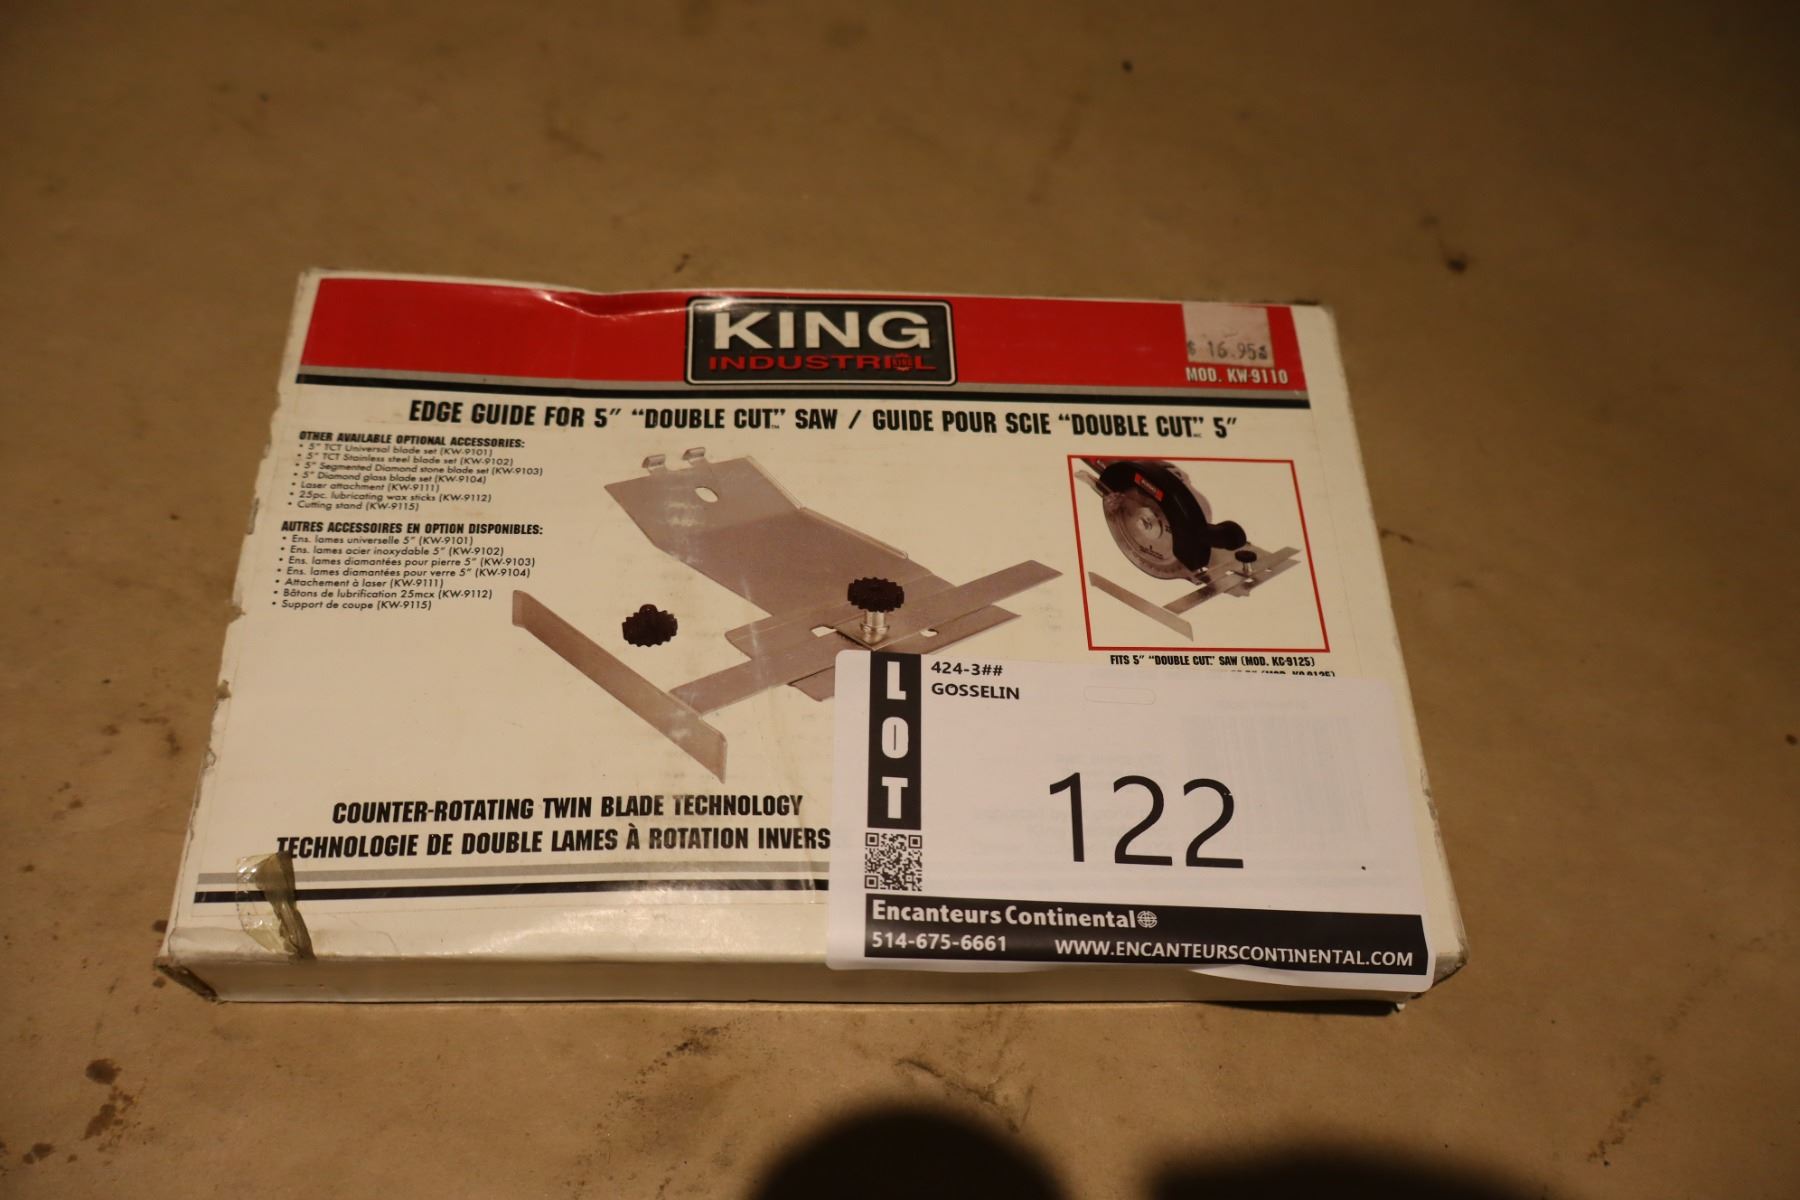 KING
INDUSTRIAL
$ 16.95
MOD. KW-9110
EDGE GUIDE FOR 5" "DOUBLE CUT™" SAW / GUIDE POUR SCIE "DOUBLE CUT" 5"
OTHER AVAILABLE OPTIONAL ACCESSORIES:
• 5" TCT Universal blade set (KW-9101)
• 5" TCT Stainless steel blade set (KW-9102)
• 5" Segmented Diamond stone blade set (KW-9103)
• 5" Diamond glass blade set (KW-9104)
• Laser attachment (KW-9111)
• 25pc. lubricating wax sticks (KW-9112)
• Cutting stand (KW-9115)
AUTRES ACCESSOIRES EN OPTION DISPONIBLES:
• Ens. lames universelle 5" (KW-9101)
• Ens. lames acier inoxydable 5" (KW-9102)
• Ens. lames diamantées pour pierre 5" (KW-9103)
• Ens. lames diamantées pour verre 5" (KW-9104)
• Attachement à laser (KW-9111)
• Bâtons de lubrification 25mcx (KW-9112)
• Support de coupe (KW-9115)
FITS 5" "DOUBLE CUT" SAW (MOD. KC-9125)
COUNTER-ROTATING TWIN BLADE TECHNOLOGY
TECHNOLOGIE DE DOUBLE LAMES À ROTATION INVERS
LOT
424-3##
GOSSELIN
122
Encanteurs Continental
514-675-6661 WWW.ENCANTEURSCONTINENTAL.COM